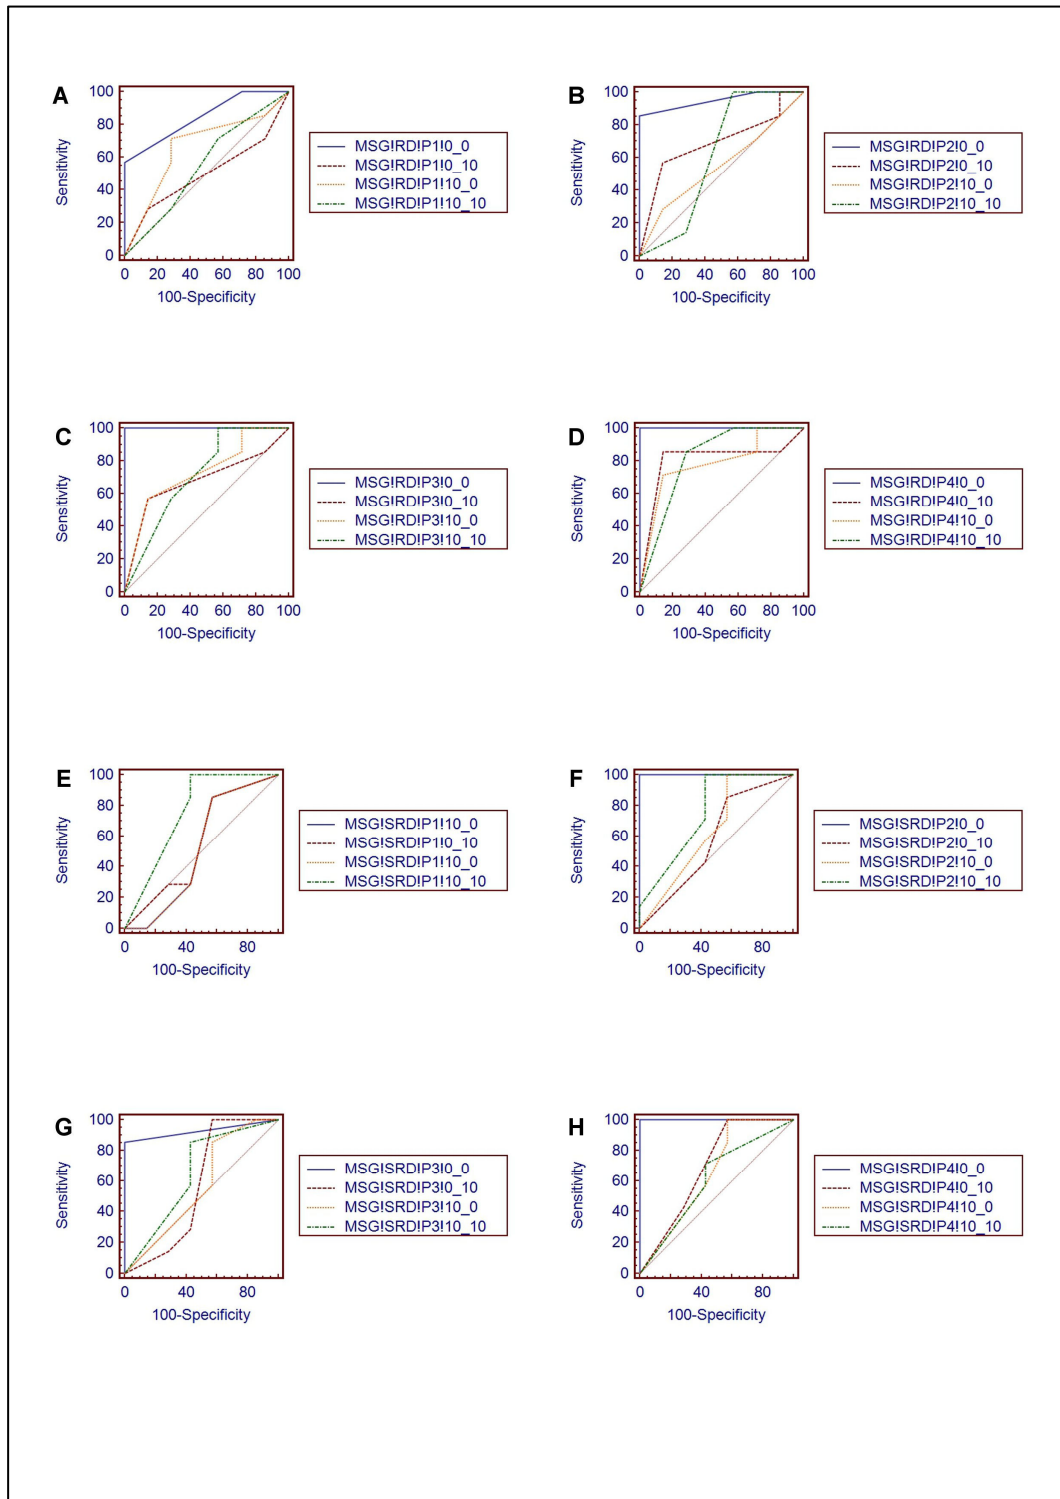 A
100
80
60
40
20
0
Sensitivity
0 20 40 60 80 100
100-Specificity
MSG!RD!P1!0_0
MSG!RD!P1!0_10
MSG!RD!P1!10_0
MSG!RD!P1!10_10
B
100
80
60
40
20
0
Sensitivity
0 20 40 60 80 100
100-Specificity
MSG!RD!P2!0_0
MSG!RD!P2!0_10
MSG!RD!P2!10_0
MSG!RD!P2!10_10
C
100
80
60
40
20
0
Sensitivity
0 20 40 60 80 100
100-Specificity
MSG!RD!P3!0_0
MSG!RD!P3!0_10
MSG!RD!P3!10_0
MSG!RD!P3!10_10
D
100
80
60
40
20
0
Sensitivity
0 20 40 60 80 100
100-Specificity
MSG!RD!P4!0_0
MSG!RD!P4!0_10
MSG!RD!P4!10_0
MSG!RD!P4!10_10
E
100
80
60
40
20
0
Sensitivity
0 40 80
100-Specificity
MSG!SRD!P1!10_0
MSG!SRD!P1!0_10
MSG!SRD!P1!10_0
MSG!SRD!P1!10_10
F
100
80
60
40
20
0
Sensitivity
0 40 80
100-Specificity
MSG!SRD!P2!0_0
MSG!SRD!P2!0_10
MSG!SRD!P2!10_0
MSG!SRD!P2!10_10
G
100
80
60
40
20
0
Sensitivity
0 40 80
100-Specificity
MSG!SRD!P3!0_0
MSG!SRD!P3!0_10
MSG!SRD!P3!10_0
MSG!SRD!P3!10_10
H
100
80
60
40
20
0
Sensitivity
0 40 80
100-Specificity
MSG!SRD!P4!0_0
MSG!SRD!P4!0_10
MSG!SRD!P4!10_0
MSG!SRD!P4!10_10